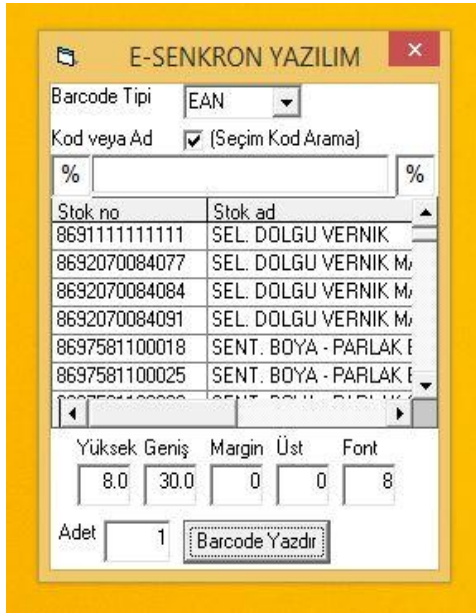 E-SENKRON YAZILIM
Barcode Tipi EAN
Kod veya Ad (Seçim Kod Arama)
% %
Stok no Stok ad
8691111111111 SEL. DOLGU VERNIK
8692070084077 SEL. DOLGU VERNIK
8692070084084 SEL. DOLGU VERNIK
8692070084091 SEL. DOLGU VERNIK
8697581100018 SENT. BOYA - PARLAK
8697581100025 SENT. BOYA - PARLAK
Yüksek Geniş Margin Üst Font
8.0 30.0 0 0 8
Adet 1 Barcode Yazdır